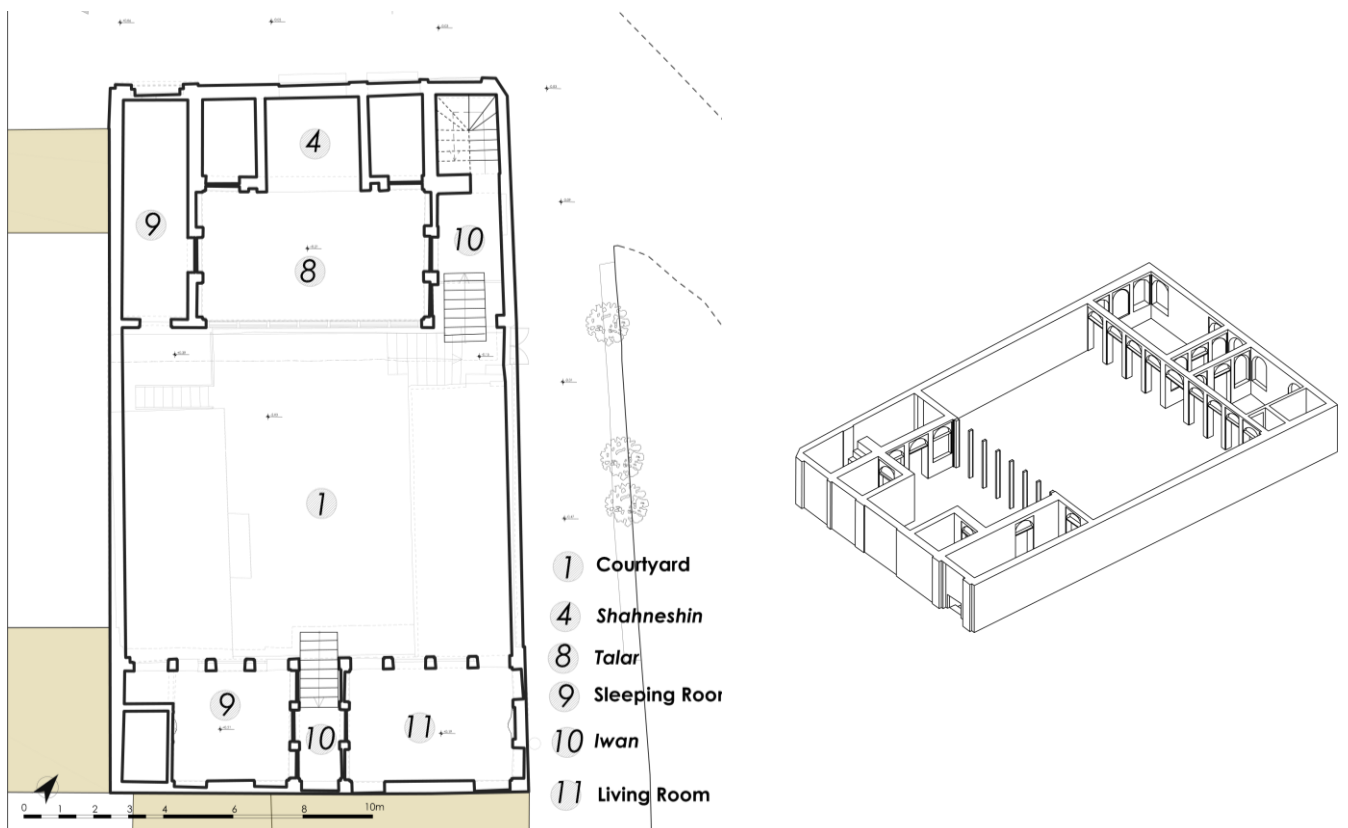 4
9
8
10
1
9
10
11
1 Courtyard
4 Shahneshin
8 Talar
9 Sleeping Roor
10 Iwan
11 Living Room
0 1 2 3 4 6 8 10m